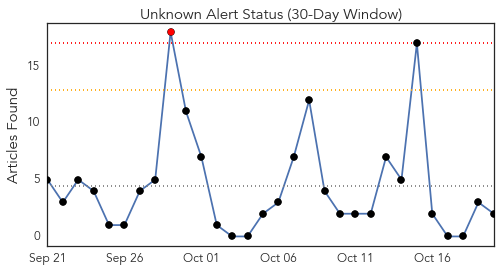 Unknown Alert Status (30-Day Window)
Articles Found
15
10
5
0
Sep 21 Sep 26 Oct 01 Oct 06 Oct 11 Oct 16